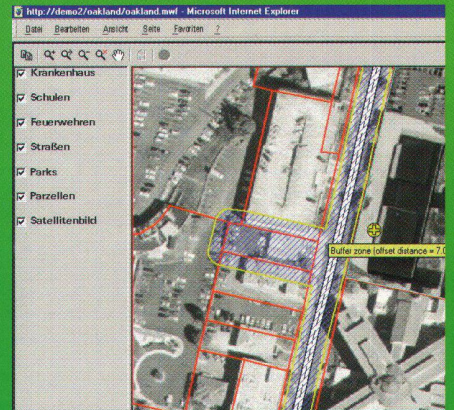 http://demo2/oakland/oakland.mwf - Microsoft Internet Explorer
Datei Bearbeiten Ansicht Seite Favoriten ?
Krankenhaus
Schulen
Feuerwehren
Straßen
Parks
Parzellen
Satellitenbild
Buffer zone (offset distance = 7.0